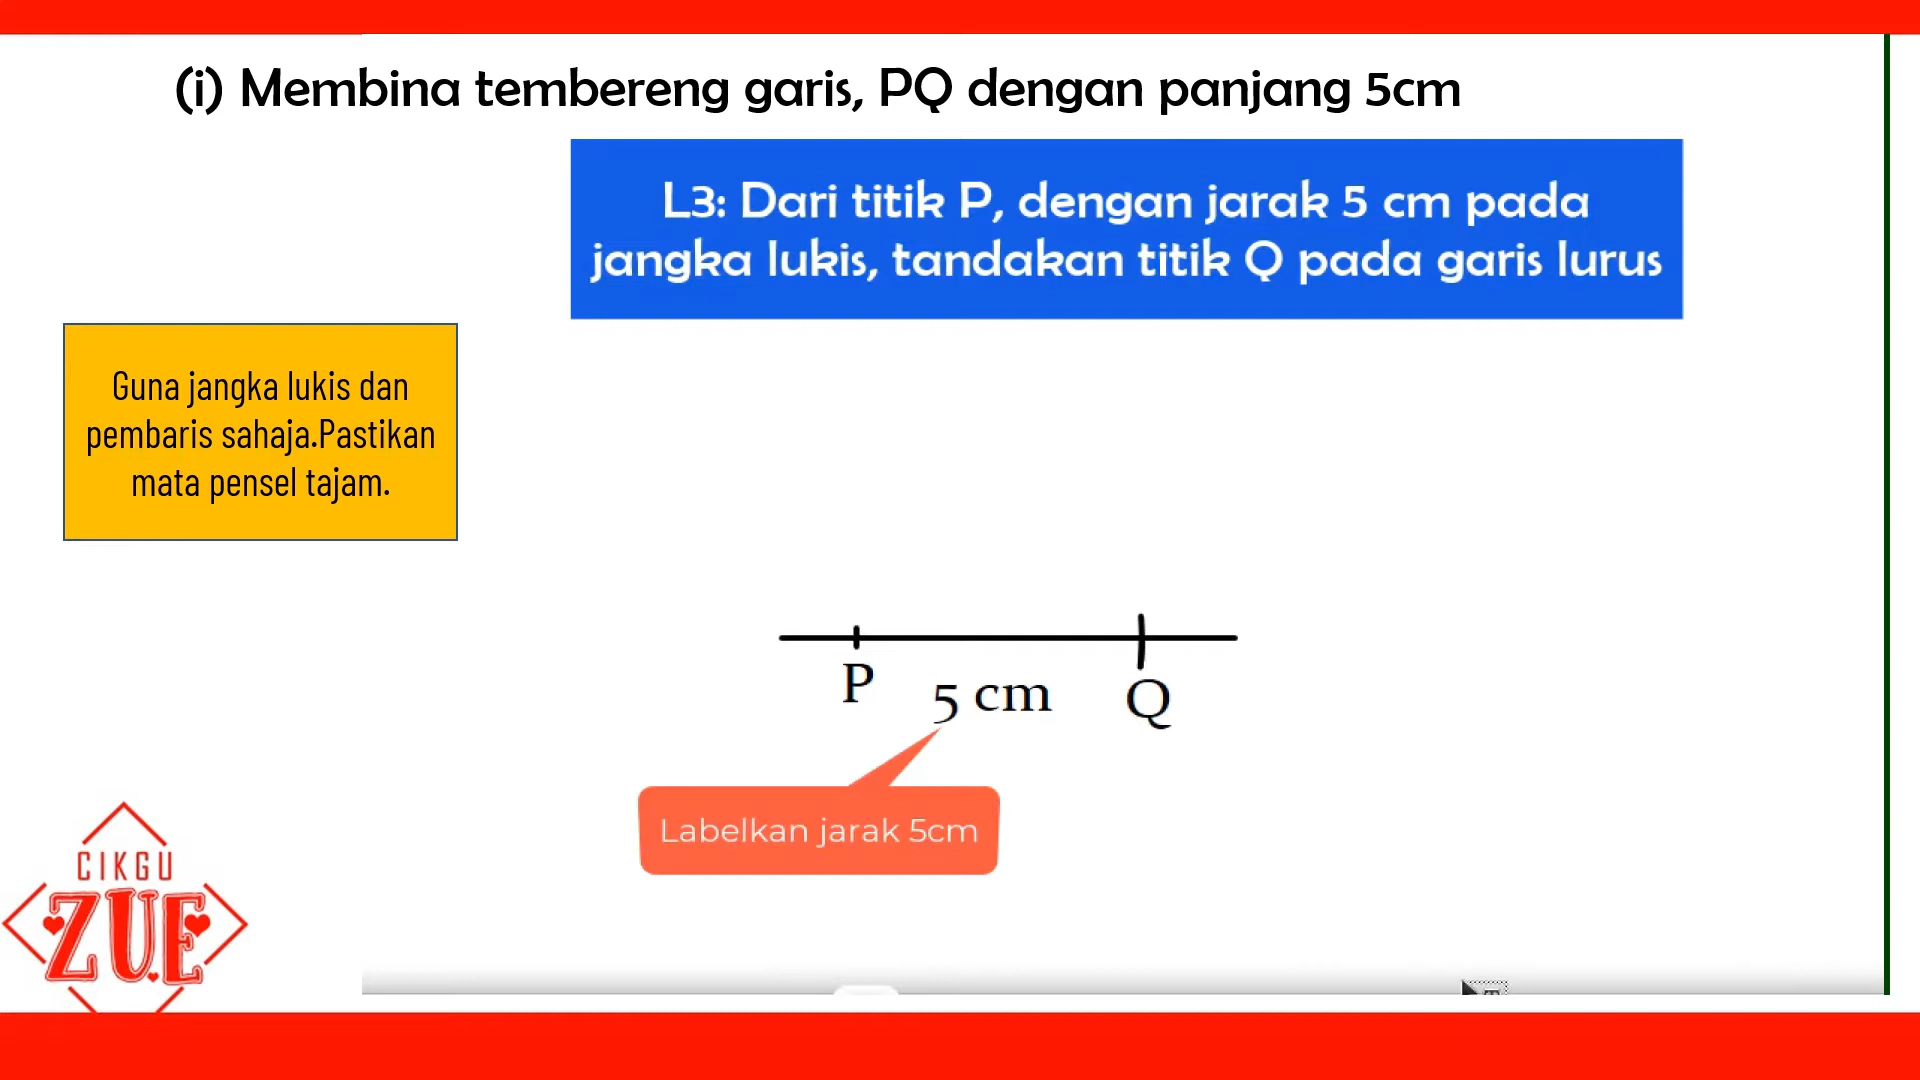 (i) Membina tembereng garis, PQ dengan panjang 5cm
L3: Dari titik P, dengan jarak 5 cm pada
jangka lukis, tandakan titik Q pada garis lurus
Guna jangka lukis dan
pembaris sahaja.Pastikan
mata pensel tajam.
P
5 cm
Q
Labelkan jarak 5cm
CIKGU
ZUE